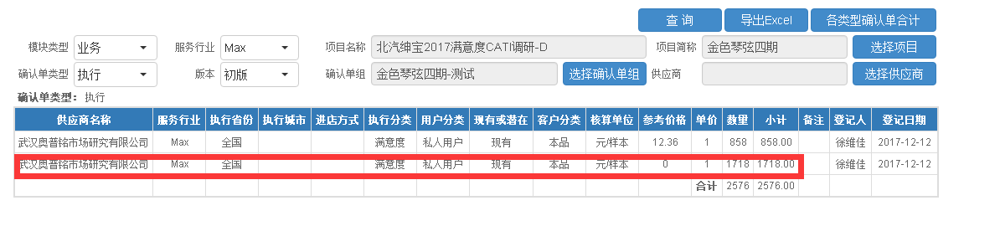 查 询 导出Excel 各类型确认单合计
模块类型 业务 服务行业 Max 项目名称 北汽绅宝2017满意度CATI调研-D 项目简称 金色琴弦四期 选择项目
确认单类型 执行 版本 初版 确认单组 金色琴弦四期-测试 选择确认单组 供应商 选择供应商
确认单类型: 执行
供应商名称 服务行业 执行省份 执行城市 进店方式 执行分类 用户分类 现有或潜在 客户分类 核算单位 参考价格 单价 数量 小计 备注 登记人 登记日期
武汉奥普铭市场研究有限公司 Max 全国 满意度 私人用户 现有 本品 元/样本 12.36 1 858 858.00 徐维佳 2017-12-12
武汉奥普铭市场研究有限公司 Max 全国 满意度 私人用户 现有 本品 元/样本 0 1 1718 1718.00 徐维佳 2017-12-12
合计 2576 2576.00